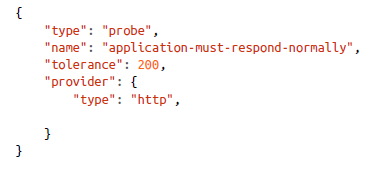 {
    "type": "probe",
    "name": "application-must-respond-normally",
    "tolerance": 200,
    "provider": {
        "type": "http",
    }
}